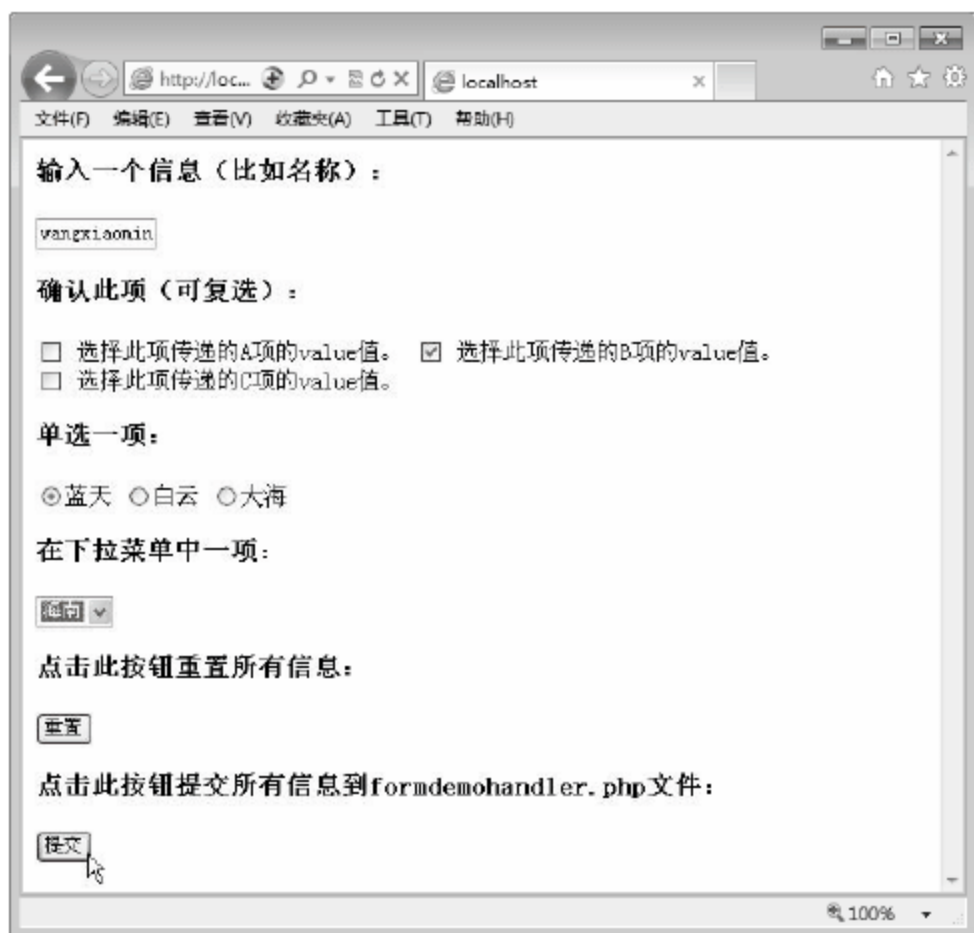 http://loc...
localhost
文件(F) 编辑(E) 查看(V) 收藏夹(A) 工具(T) 帮助(H)
输入一个信息（比如名称）：
wangxiaomin
确认此项（可复选）：
选择此项传递的A项的value值。 选择此项传递的B项的value值。
选择此项传递的C项的value值。
单选一项：
蓝天 白云 大海
在下拉菜单中一项：
点击此按钮重置所有信息：
重置
点击此按钮提交所有信息到formdemohandler.php文件：
提交
100%